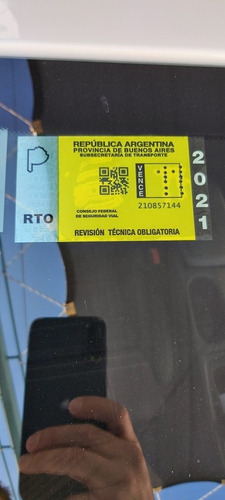 REPÚBLICA ARGENTINA
PROVINCIA DE BUENOS AIRES
SUBSECRETARÍA DE TRANSPORTE
VENCE
2021
210857144
RTO
CONSEJO FEDERAL
DE SEGURIDAD VIAL
REVISIÓN TÉCNICA OBLIGATORIA